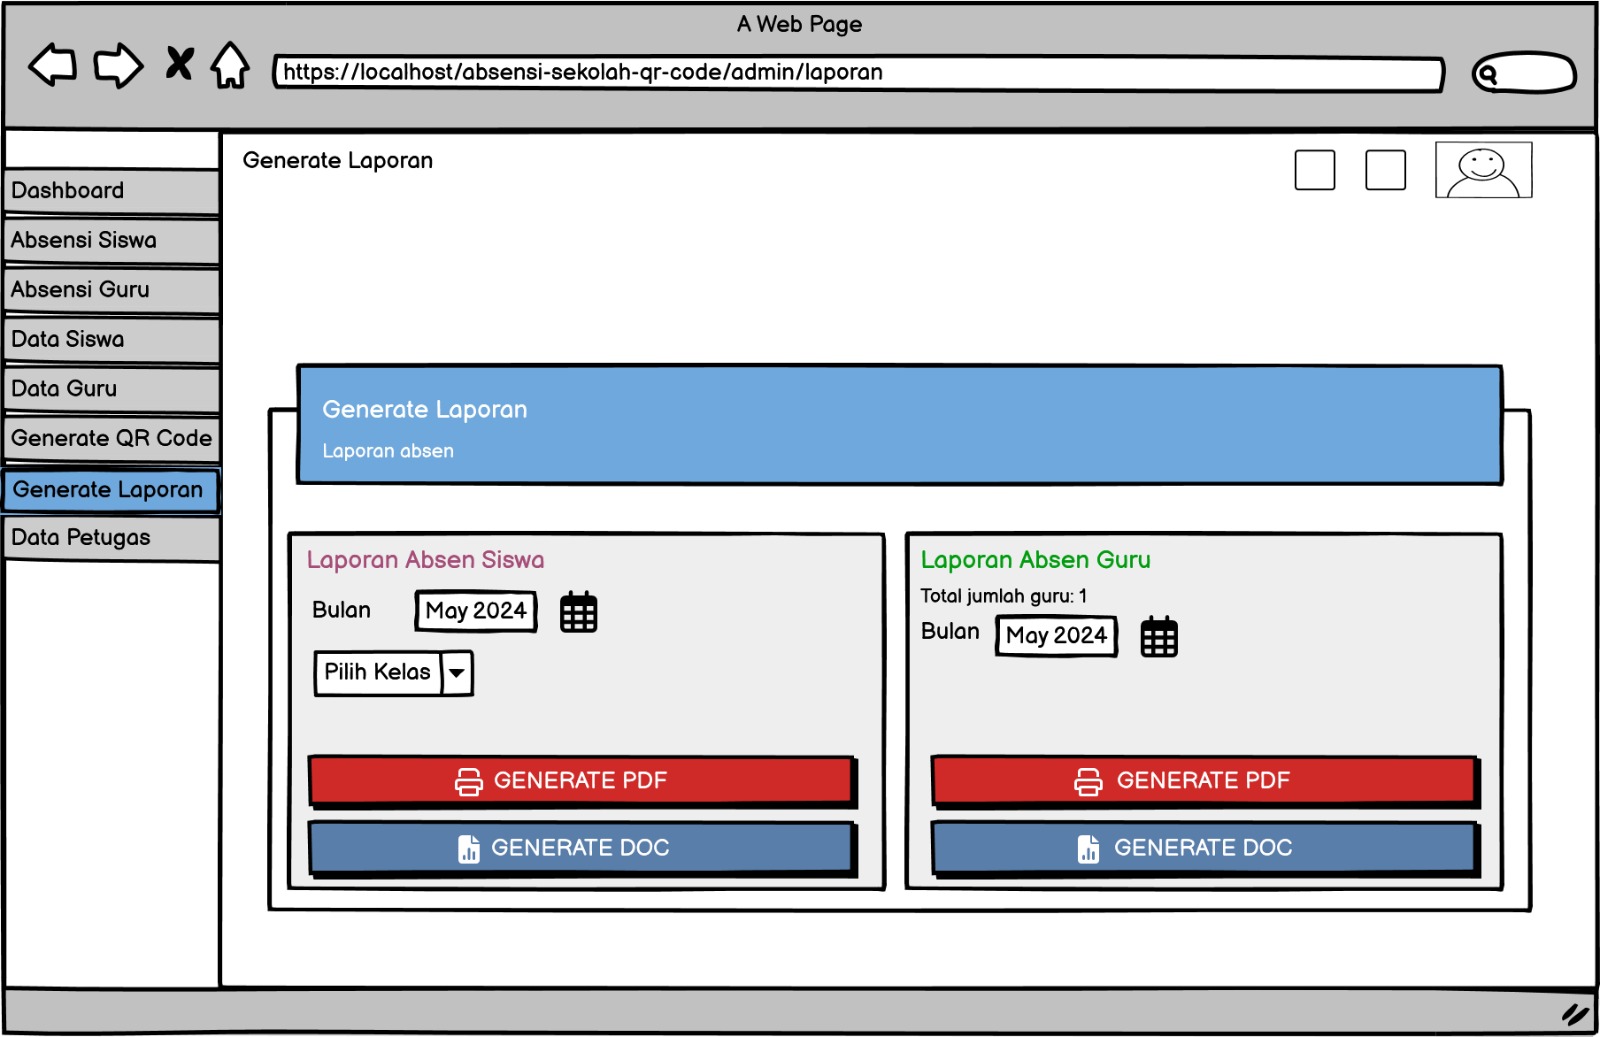 A Web Page
https://localhost/absensi-sekolah-qr-code/admin/laporan
Generate Laporan
Dashboard
Absensi Siswa
Absensi Guru
Data Siswa
Data Guru
Generate QR Code
Generate Laporan
Data Petugas
Generate Laporan
Laporan absen
Laporan Absen Siswa
Bulan May 2024
Pilih Kelas
GENERATE PDF
GENERATE DOC
Laporan Absen Guru
Total jumlah guru: 1
Bulan May 2024
GENERATE PDF
GENERATE DOC